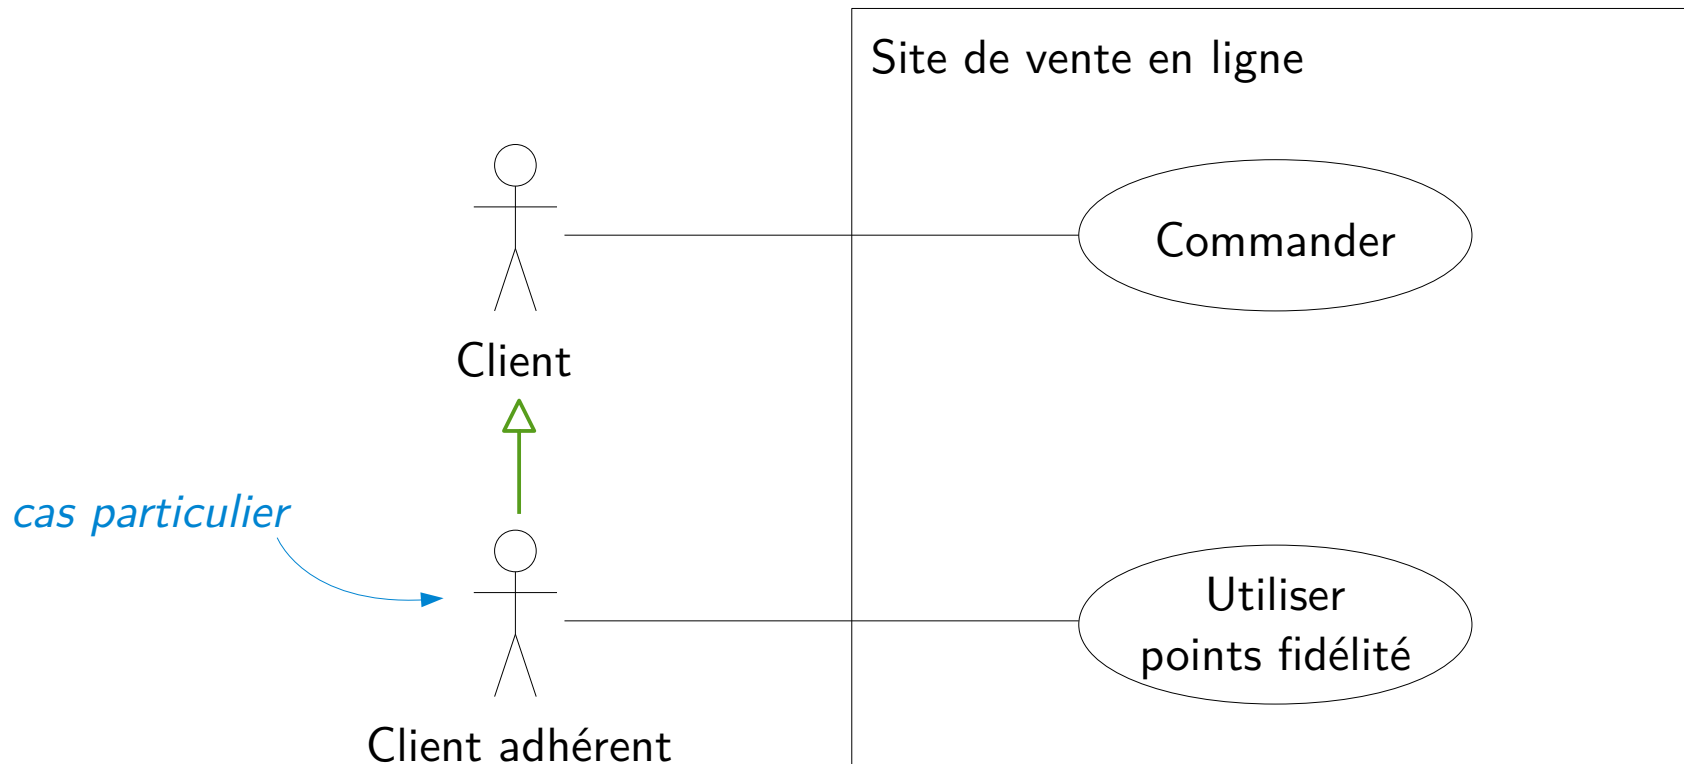 Site de vente en ligne
Commander
Client
cas particulier
Utiliser
points fidélité
Client adhérent